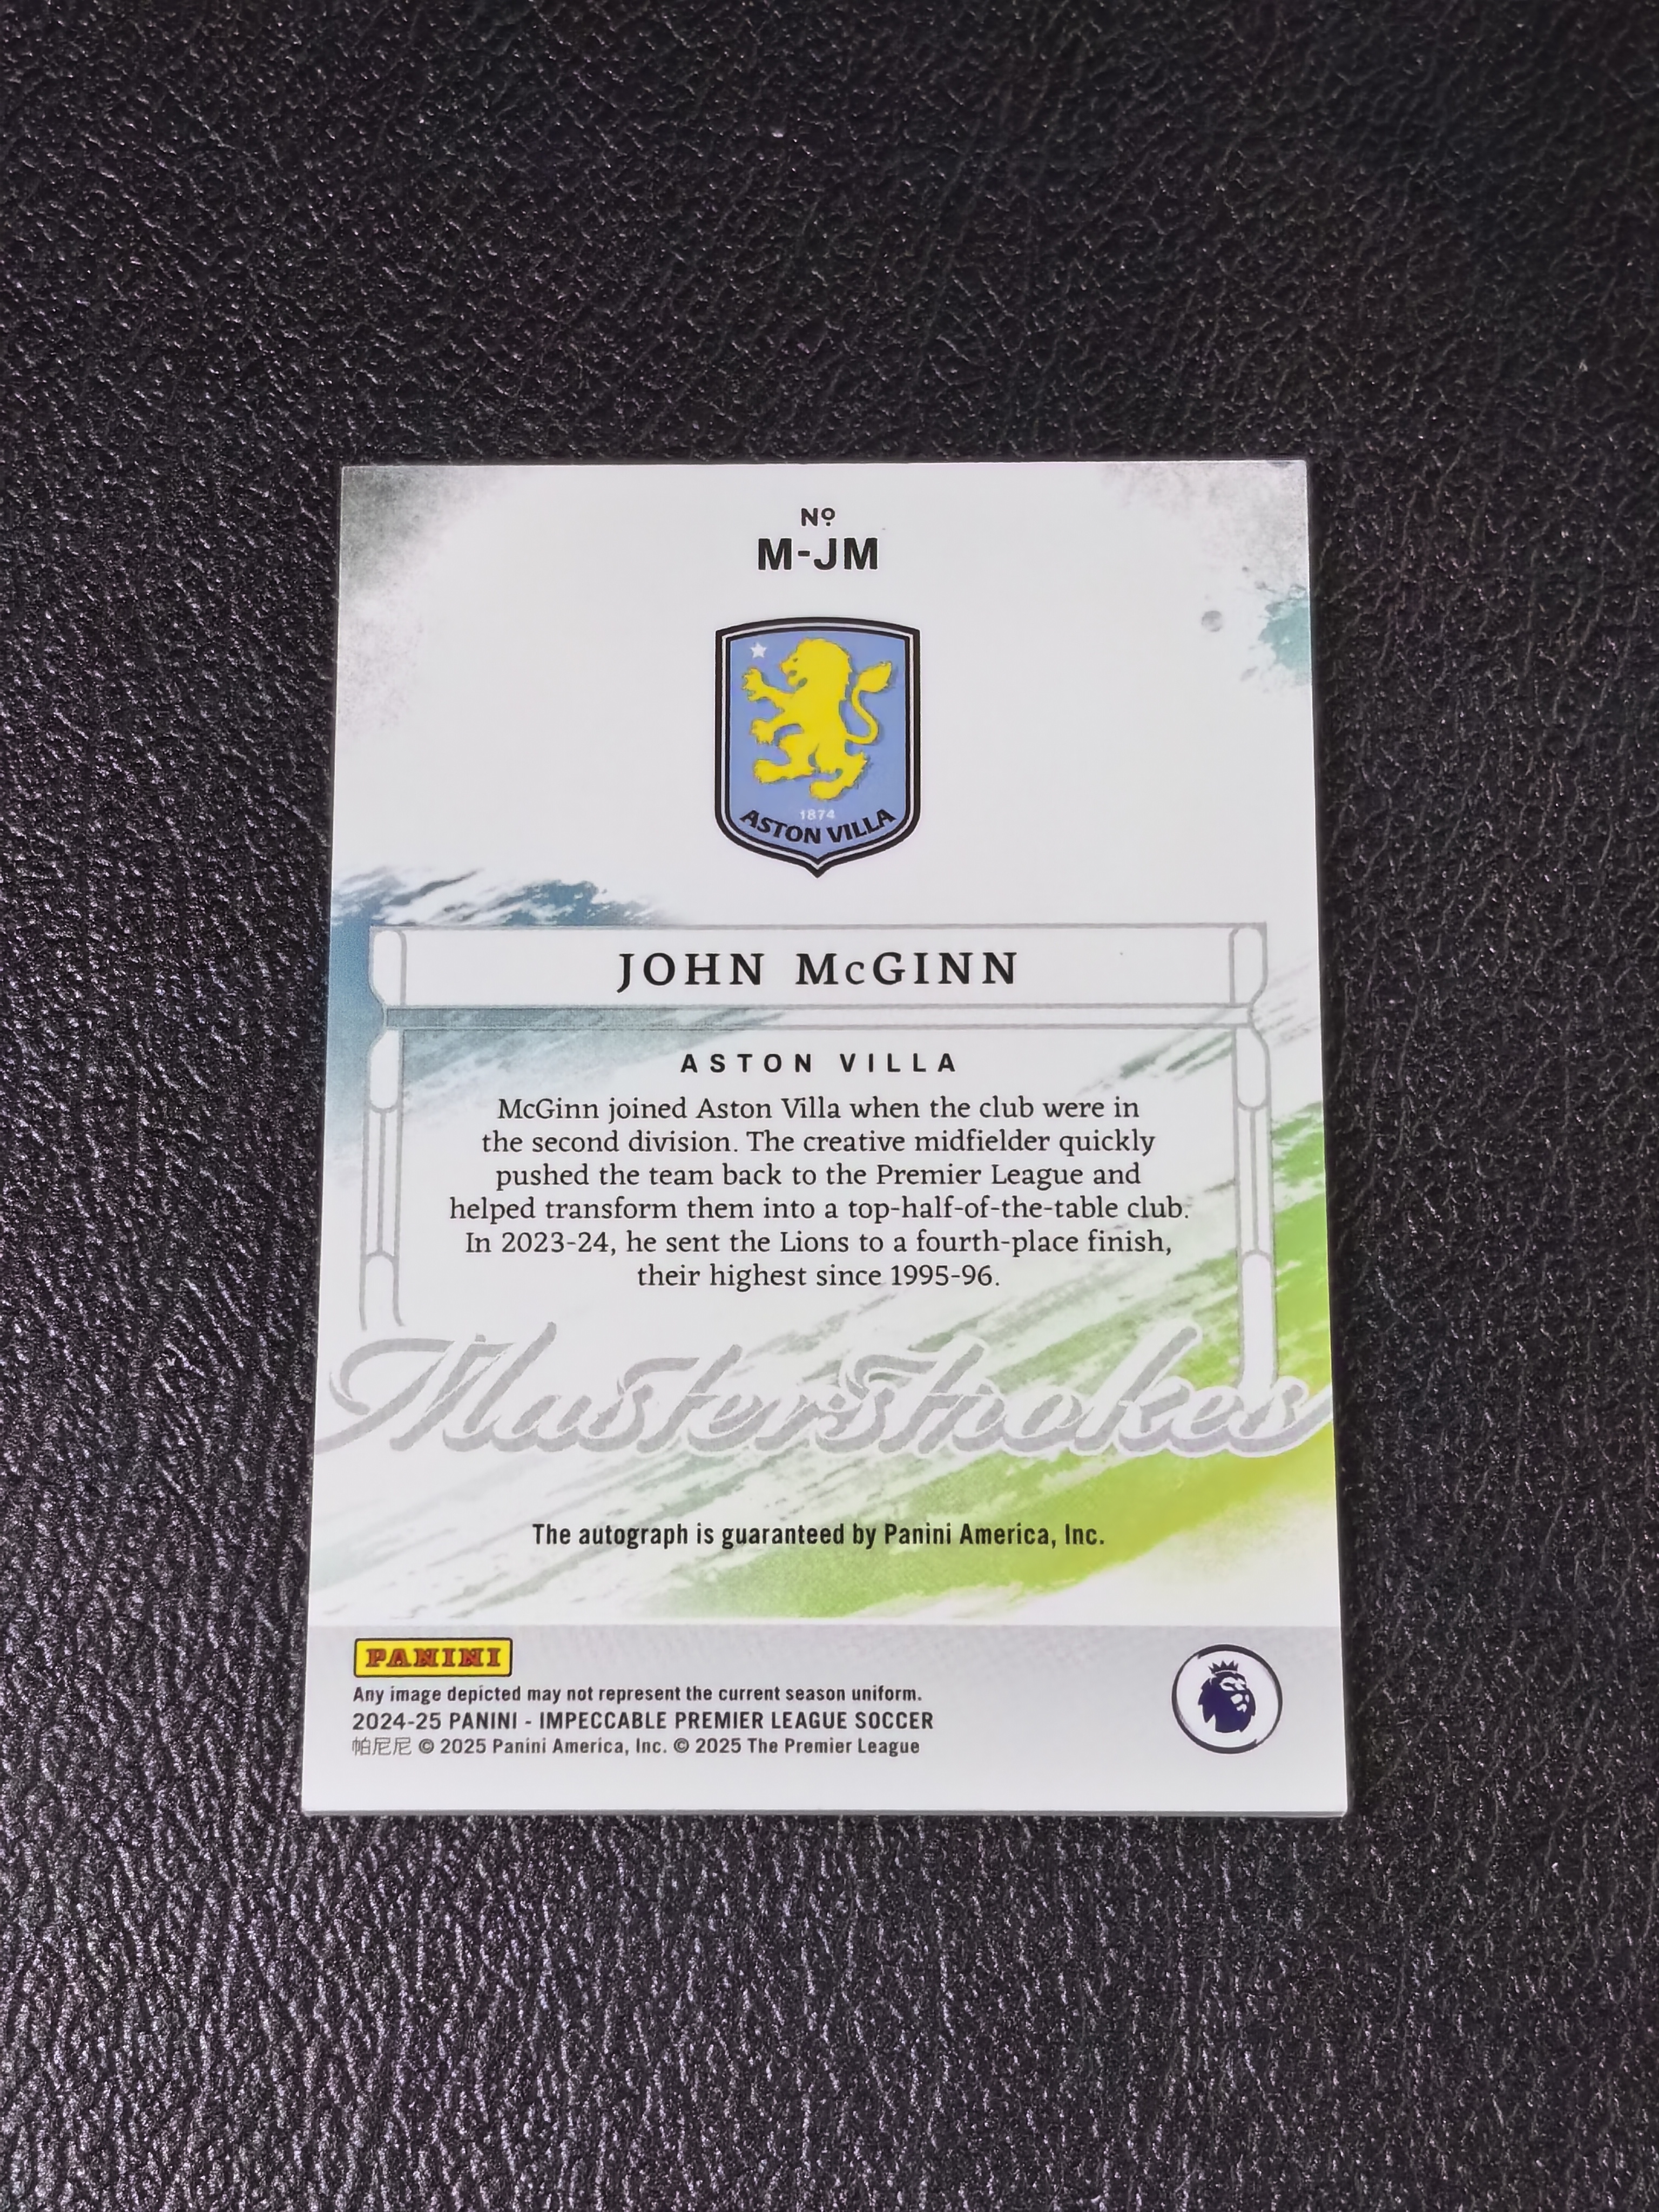 Nº
M-JM
1874
ASTON VILLA
JOHN McGINN
ASTON VILLA
McGinn joined Aston Villa when the club were in
the second division. The creative midfielder quickly
pushed the team back to the Premier League and
helped transform them into a top-half-of-the-table club.
In 2023-24, he sent the Lions to a fourth-place finish,
their highest since 1995-96.
Masterstrokes
The autograph is guaranteed by Panini America, Inc.
PANINI
Any image depicted may not represent the current season uniform.
2024-25 PANINI - IMPECCABLE PREMIER LEAGUE SOCCER
帕尼尼 © 2025 Panini America, Inc. © 2025 The Premier League